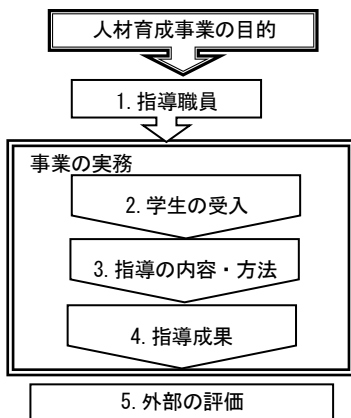 人材育成事業の目的
1. 指導職員
事業の実務
2. 学生の受入
3. 指導の内容・方法
4. 指導成果
5. 外部の評価